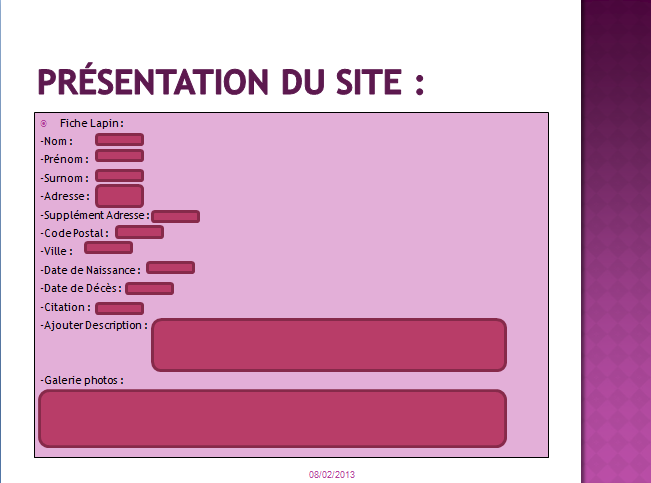 PRÉSENTATION DU SITE :
Fiche Lapin :
-Nom :
-Prénom :
-Surnom :
-Adresse :
-Supplément Adresse :
-Code Postal :
-Ville :
-Date de Naissance :
-Date de Décès :
-Citation :
-Ajouter Description :
-Galerie photos :
08/02/2013